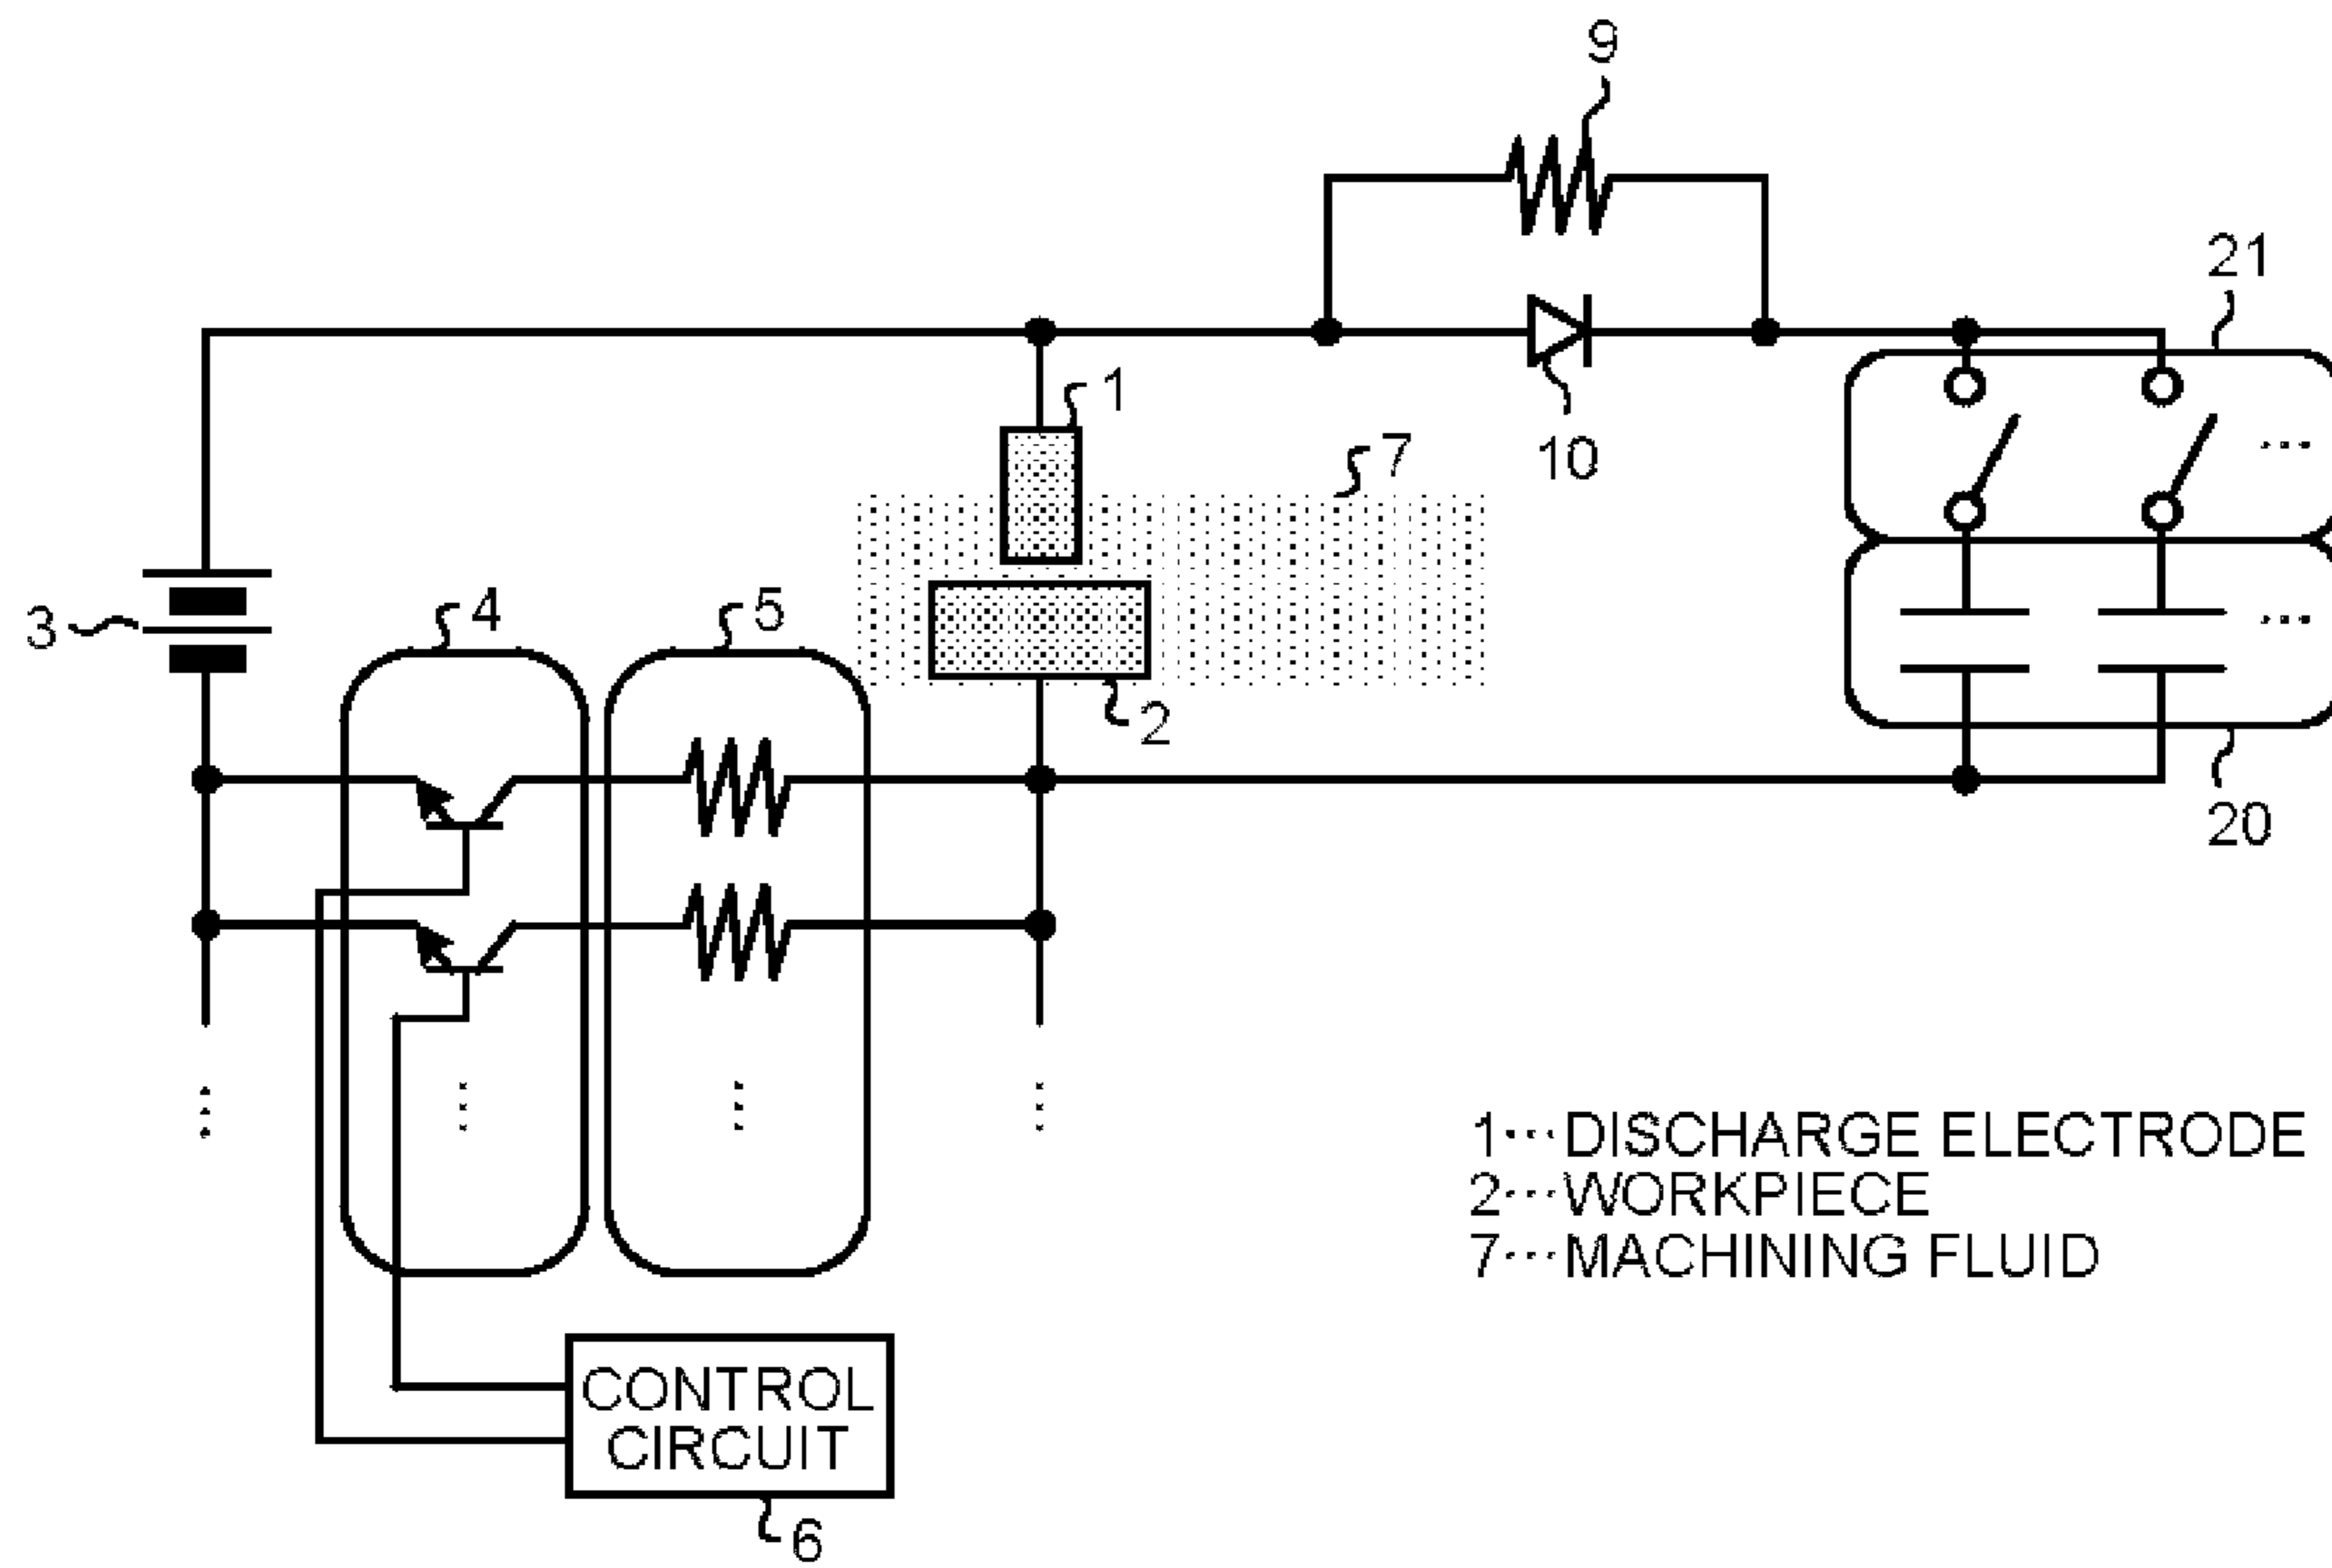 9
21
1
7
10
3
4
5
2
20
1···DISCHARGE ELECTRODE
2···WORKPIECE
7···MACHINING FLUID
CONTROL
CIRCUIT
6